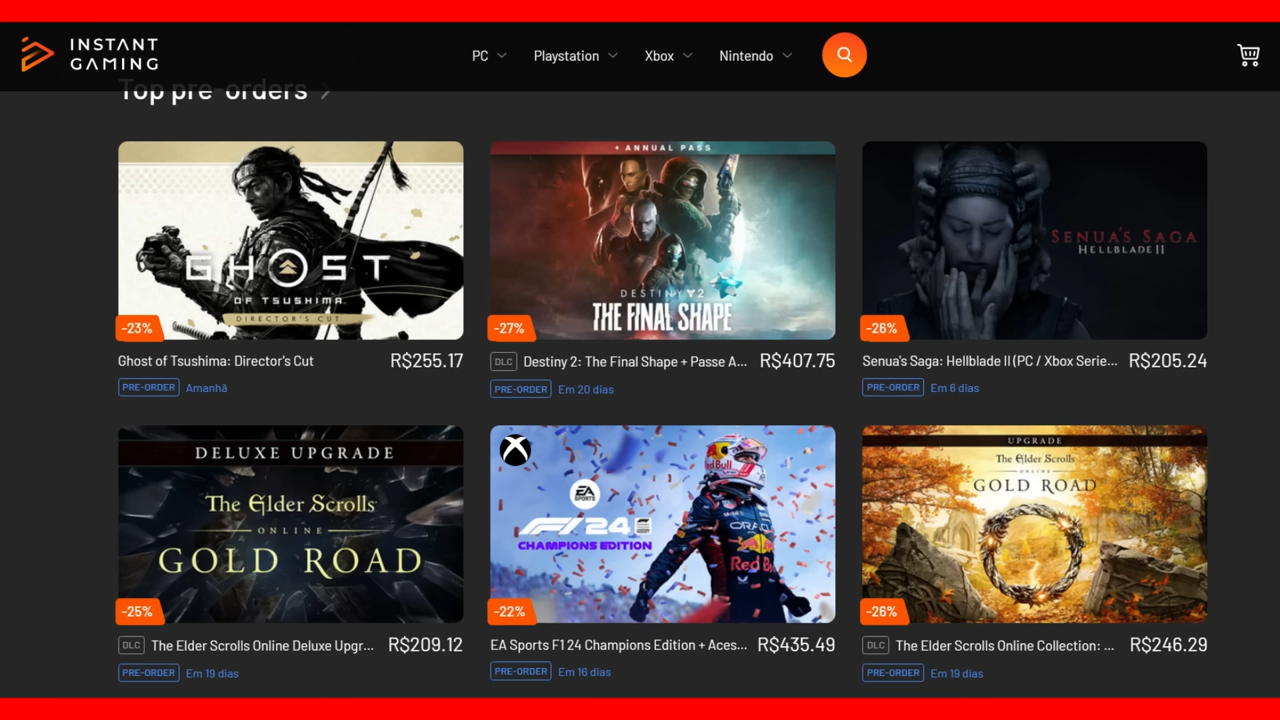 INSTANT
GAMING
PC
Playstation
Xbox
Nintendo
Top pre-orders
GHOST
OF TSUSHIMA
DIRECTOR'S CUT
-23%
Ghost of Tsushima: Director's Cut
R$255.17
PRE-ORDER Amanhã
+ ANNUAL PASS
DESTINY 2
THE FINAL SHAPE
-27%
DLC Destiny 2: The Final Shape + Passe A...
R$407.75
PRE-ORDER Em 20 dias
SENUA'S SAGA
HELLBLADE II
-26%
Senua's Saga: Hellblade II (PC / Xbox Serie...
R$205.24
PRE-ORDER Em 6 dias
DELUXE UPGRADE
The Elder Scrolls
ONLINE
GOLD ROAD
-25%
DLC The Elder Scrolls Online Deluxe Upgr...
R$209.12
PRE-ORDER Em 19 dias
EA
SPORTS
F1 24
CHAMPIONS EDITION
RedBull
ORACLE
Red Bull
-22%
EA Sports F1 24 Champions Edition + Aces...
R$435.49
PRE-ORDER Em 16 dias
UPGRADE
The Elder Scrolls
ONLINE
GOLD ROAD
-26%
DLC The Elder Scrolls Online Collection: ...
R$246.29
PRE-ORDER Em 19 dias